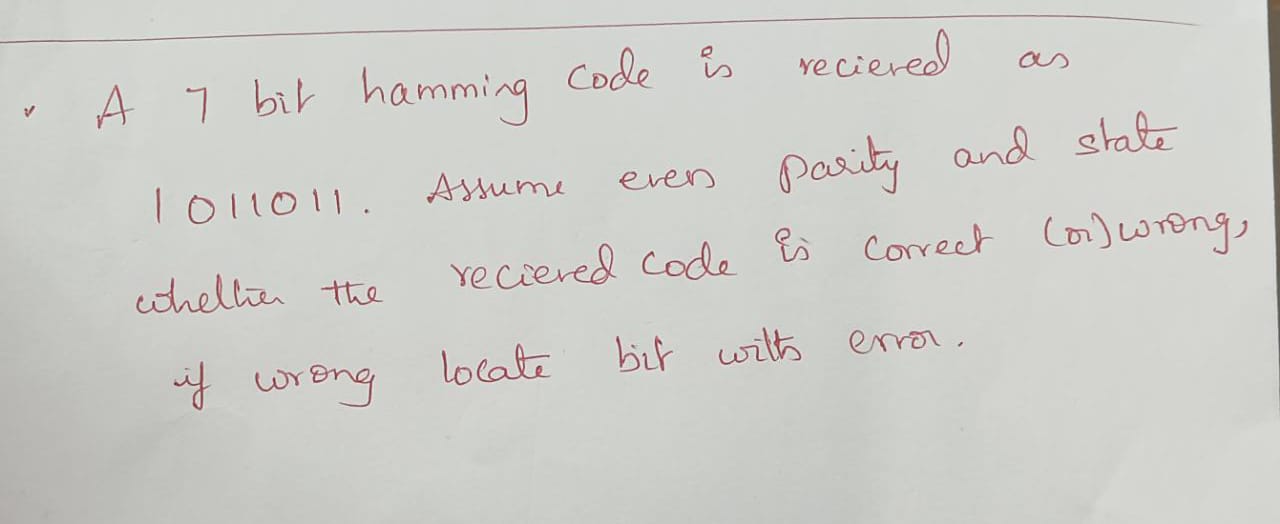 A 7 bit hamming code is recieved as
1011011. Assume even parity and state
whether the recieved code is correct (or) wrong,
if wrong locate bit with error.